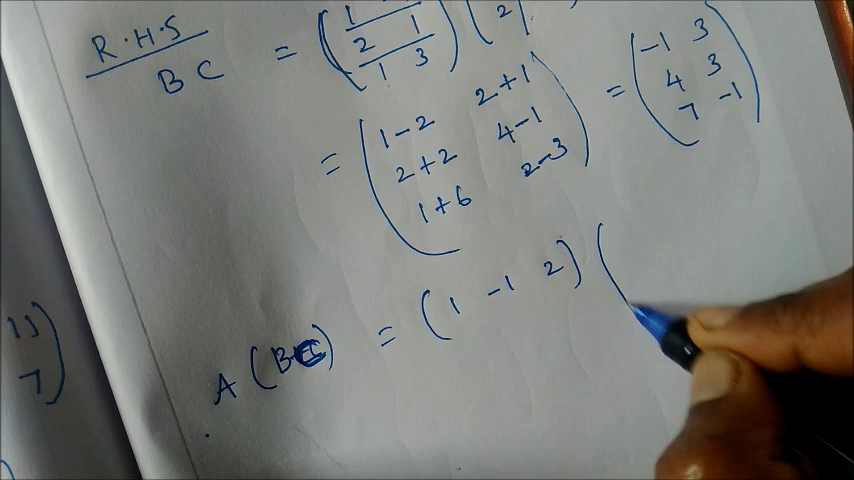 R.H.S
BC = ( 1
2 1
1 3 ) ( 2
= ( 1-2 2+1
2+2 4-1
1+6 2-3 ) = ( -1 3
4 3
7 -1 )
A (BC) = ( 1 -1 2 ) (
7 )